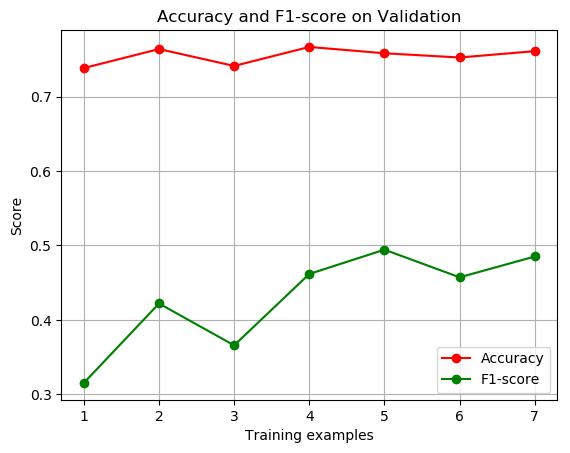 Accuracy and F1-score on Validation
Score
0.7
0.6
0.5
0.4
0.3
Accuracy
F1-score
1 2 3 4 5 6 7
Training examples